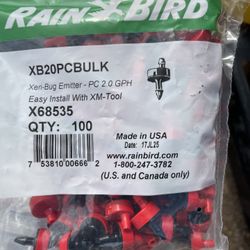 RAIN BIRD
XB20PCBULK
Xeri-Bug Emitter - PC 2.0 GPH
Easy Install With XM-Tool
X68535
QTY: 100
Made in USA
Date: 17JL25
www.rainbird.com
1-800-247-3782
(U.S. and Canada only)
7 53810 00666 2